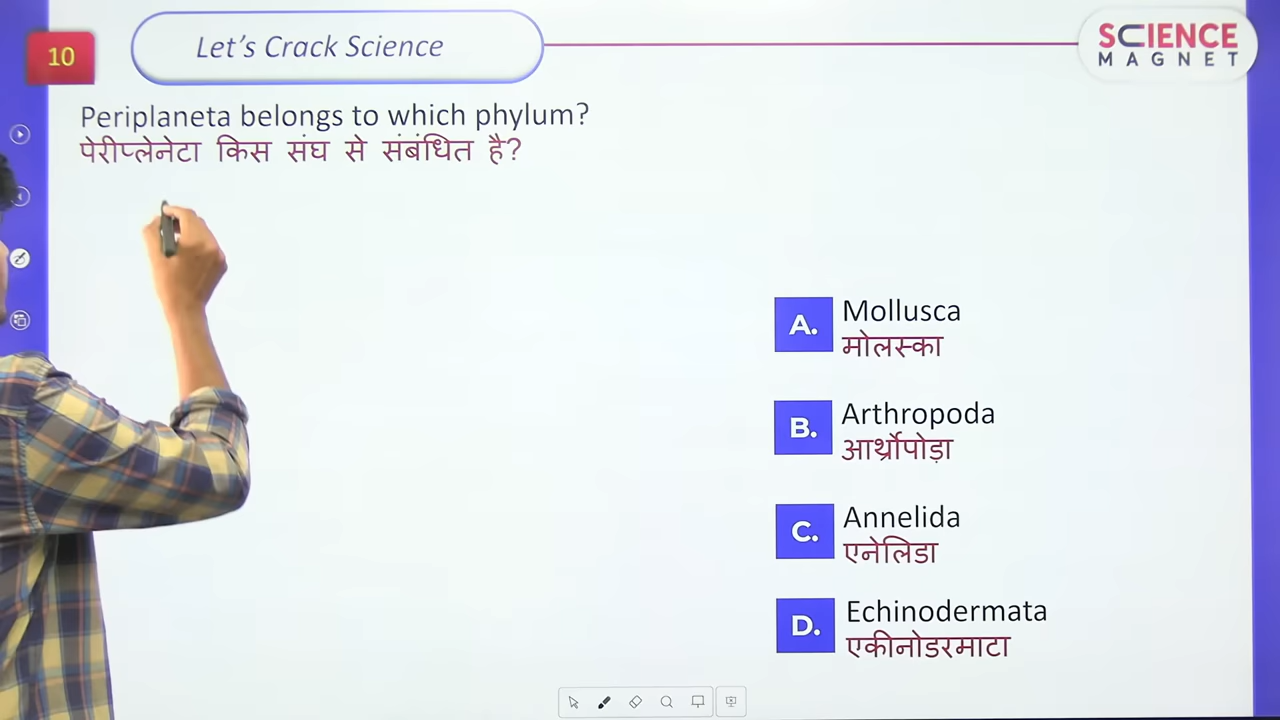 10
Let's Crack Science
SCIENCE
MAGNET
Periplaneta belongs to which phylum?
पेरीप्लेनेटा किस संघ से संबंधित है?
A.
Mollusca
मोलस्का
B.
Arthropoda
आर्थ्रोपोड़ा
C.
Annelida
एनेलिडा
D.
Echinodermata
एकीनोडरमाटा